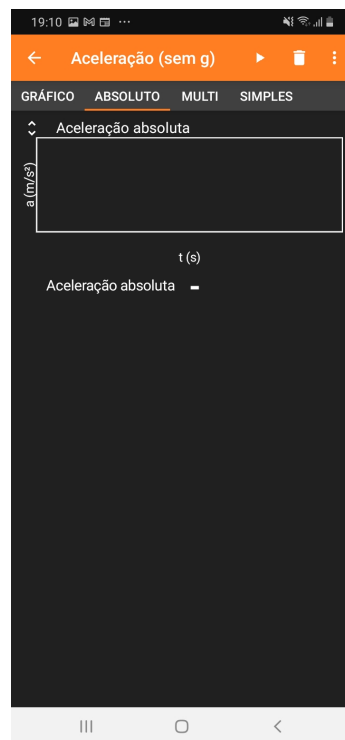 19:10
Aceleração (sem g)
GRÁFICO ABSOLUTO MULTI SIMPLES
Aceleração absoluta
a (m/s²)
t (s)
Aceleração absoluta -